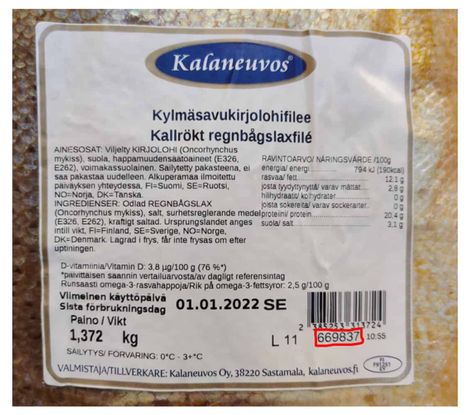 Kalaneuvos®
Kylmäsavukirjolohifilee
Kallrökt regnbågslaxfilé
AINESOSAT: Viljelty KIRJOLOHI (Oncorhynchus
mykiss), suola, happamuudensäätöaineet (E326,
E262), voimakassuolainen. Säilytetty pakasteena, ei
saa pakastaa uudelleen. Alkuperämaa ilmoitettu
päiväyksen yhteydessä. FI=Suomi, SE=Ruotsi,
NO=Norja, DK=Tanska.
INGREDIENSER: Odlad REGNBÅGSLAX
(Oncorhynchus mykiss), salt, surhetsreglerande medel
(E326, E262), kraftigt saltad. Ursprungslandet anges
intill vikt. FI=Finland, SE=Sverige, NO=Norge,
DK=Denmark. Lagrad i frys, får inte frysas om efter
uptiningen.
RAVINTOARVO/ NÄRINGSVÄRDE /100g
energia/ energi 794 kJ (190kcal)
rasvaa/ fett 12,1 g
josta tyydyttynyttä/ varav mättat 2,8 g
hiilihydraatti/ kolhydrater 0 g
joista sokereita/ varav sockerarter 0 g
proteiini/ protein 20,4 g
suola/ salt 3,1 g
D-vitamiinia/Vitamin D: 3,8 µg/100 g (76 %*)
*päivittäisen saannin vertailuarvosta/av dagligt referensintag
Runsaasti omega-3-rasvahappoja/Rik på omega-3-fettsyror: 2,5 g/100 g
Viimeinen käyttöpäivä
Sista förbrukningsdag 01.01.2022 SE
Paino / Vikt
1,372 kg
L 11 669837 10:55
SÄILYTYS/ FÖRVARING: 0°C - 3+°C
VALMISTAJA/TILLVERKARE: Kalaneuvos Oy, 38220 Sastamala, kalaneuvos.fi